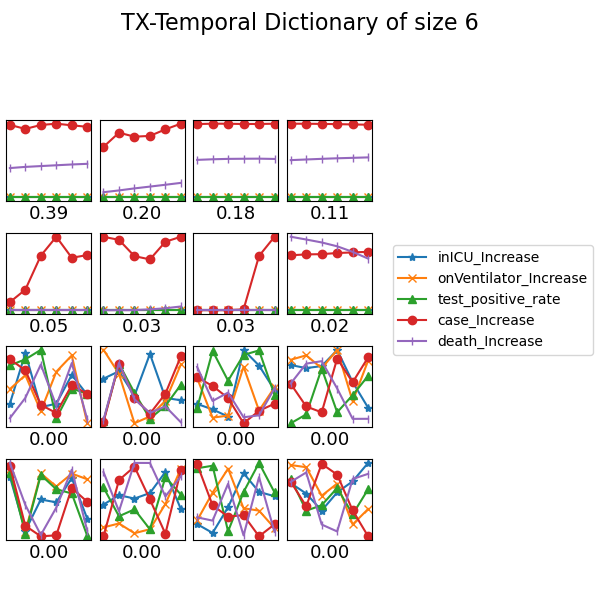 TX-Temporal Dictionary of size 6
0.39 0.20 0.18 0.11
0.05 0.03 0.03 0.02
inICU_Increase
onVentilator_Increase
test_positive_rate
case_Increase
death_Increase
0.00 0.00 0.00 0.00
0.00 0.00 0.00 0.00